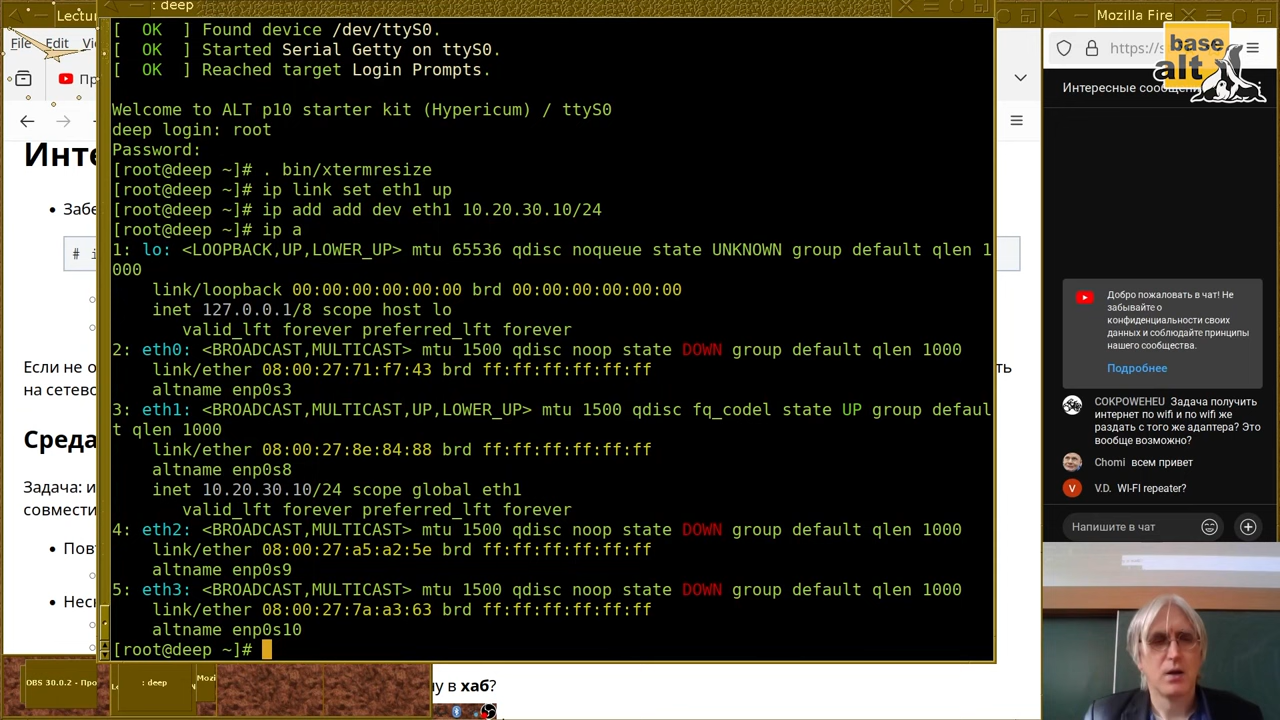 Lectu
: deep
Mozilla Fire
File Edit Vi
https://s
base
alt
Пр
Интересные сообщен
Инте
Забе
# i
Если не о
ть
на сетево
Среда
Задача: и
совмести
Повт
Неск
[  OK  ] Found device /dev/ttyS0.
[  OK  ] Started Serial Getty on ttyS0.
[  OK  ] Reached target Login Prompts.
Welcome to ALT p10 starter kit (Hypericum) / ttyS0
deep login: root
Password:
[root@deep ~]# . bin/xtermresize
[root@deep ~]# ip link set eth1 up
[root@deep ~]# ip add add dev eth1 10.20.30.10/24
[root@deep ~]# ip a
1: lo: <LOOPBACK,UP,LOWER_UP> mtu 65536 qdisc noqueue state UNKNOWN group default qlen 1
000
    link/loopback 00:00:00:00:00:00 brd 00:00:00:00:00:00
    inet 127.0.0.1/8 scope host lo
       valid_lft forever preferred_lft forever
2: eth0: <BROADCAST,MULTICAST> mtu 1500 qdisc noop state DOWN group default qlen 1000
    link/ether 08:00:27:71:f7:43 brd ff:ff:ff:ff:ff:ff
    altname enp0s3
3: eth1: <BROADCAST,MULTICAST,UP,LOWER_UP> mtu 1500 qdisc fq_codel state UP group defaul
t qlen 1000
    link/ether 08:00:27:8e:84:88 brd ff:ff:ff:ff:ff:ff
    altname enp0s8
    inet 10.20.30.10/24 scope global eth1
       valid_lft forever preferred_lft forever
4: eth2: <BROADCAST,MULTICAST> mtu 1500 qdisc noop state DOWN group default qlen 1000
    link/ether 08:00:27:a5:a2:5e brd ff:ff:ff:ff:ff:ff
    altname enp0s9
5: eth3: <BROADCAST,MULTICAST> mtu 1500 qdisc noop state DOWN group default qlen 1000
    link/ether 08:00:27:7a:a3:63 brd ff:ff:ff:ff:ff:ff
    altname enp0s10
[root@deep ~]#
Добро пожаловать в чат! Не
забывайте о
конфиденциальности своих
данных и соблюдайте принципы
нашего сообщества.
Подробнее
COKPOWEHEU Задача получить
интернет по wifi и по wifi же
раздать с того же адаптера? Это
вообще возможно?
Chomi всем привет
V.D. WI-FI repeater?
V
Напишите в чат
OBS 30.0.2 - Про
: deep
Mozi
у в хаб?